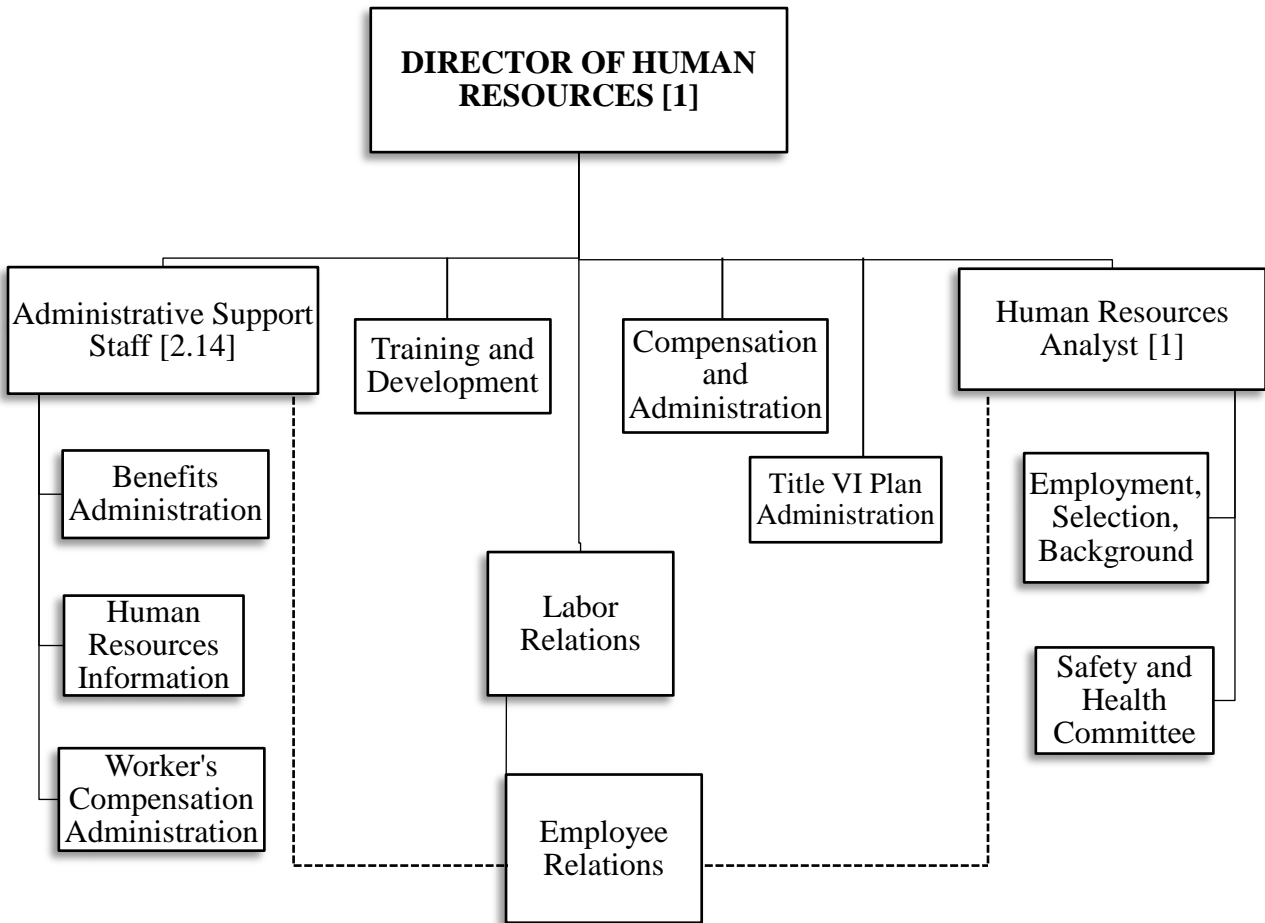 DIRECTOR OF HUMAN
RESOURCES [1]
Administrative Support
Staff [2.14]
Training and
Development
Compensation
and
Administration
Human Resources
Analyst [1]
Benefits
Administration
Title VI Plan
Administration
Employment,
Selection,
Background
Human
Resources
Information
Labor
Relations
Safety and
Health
Committee
Worker's
Compensation
Administration
Employee
Relations